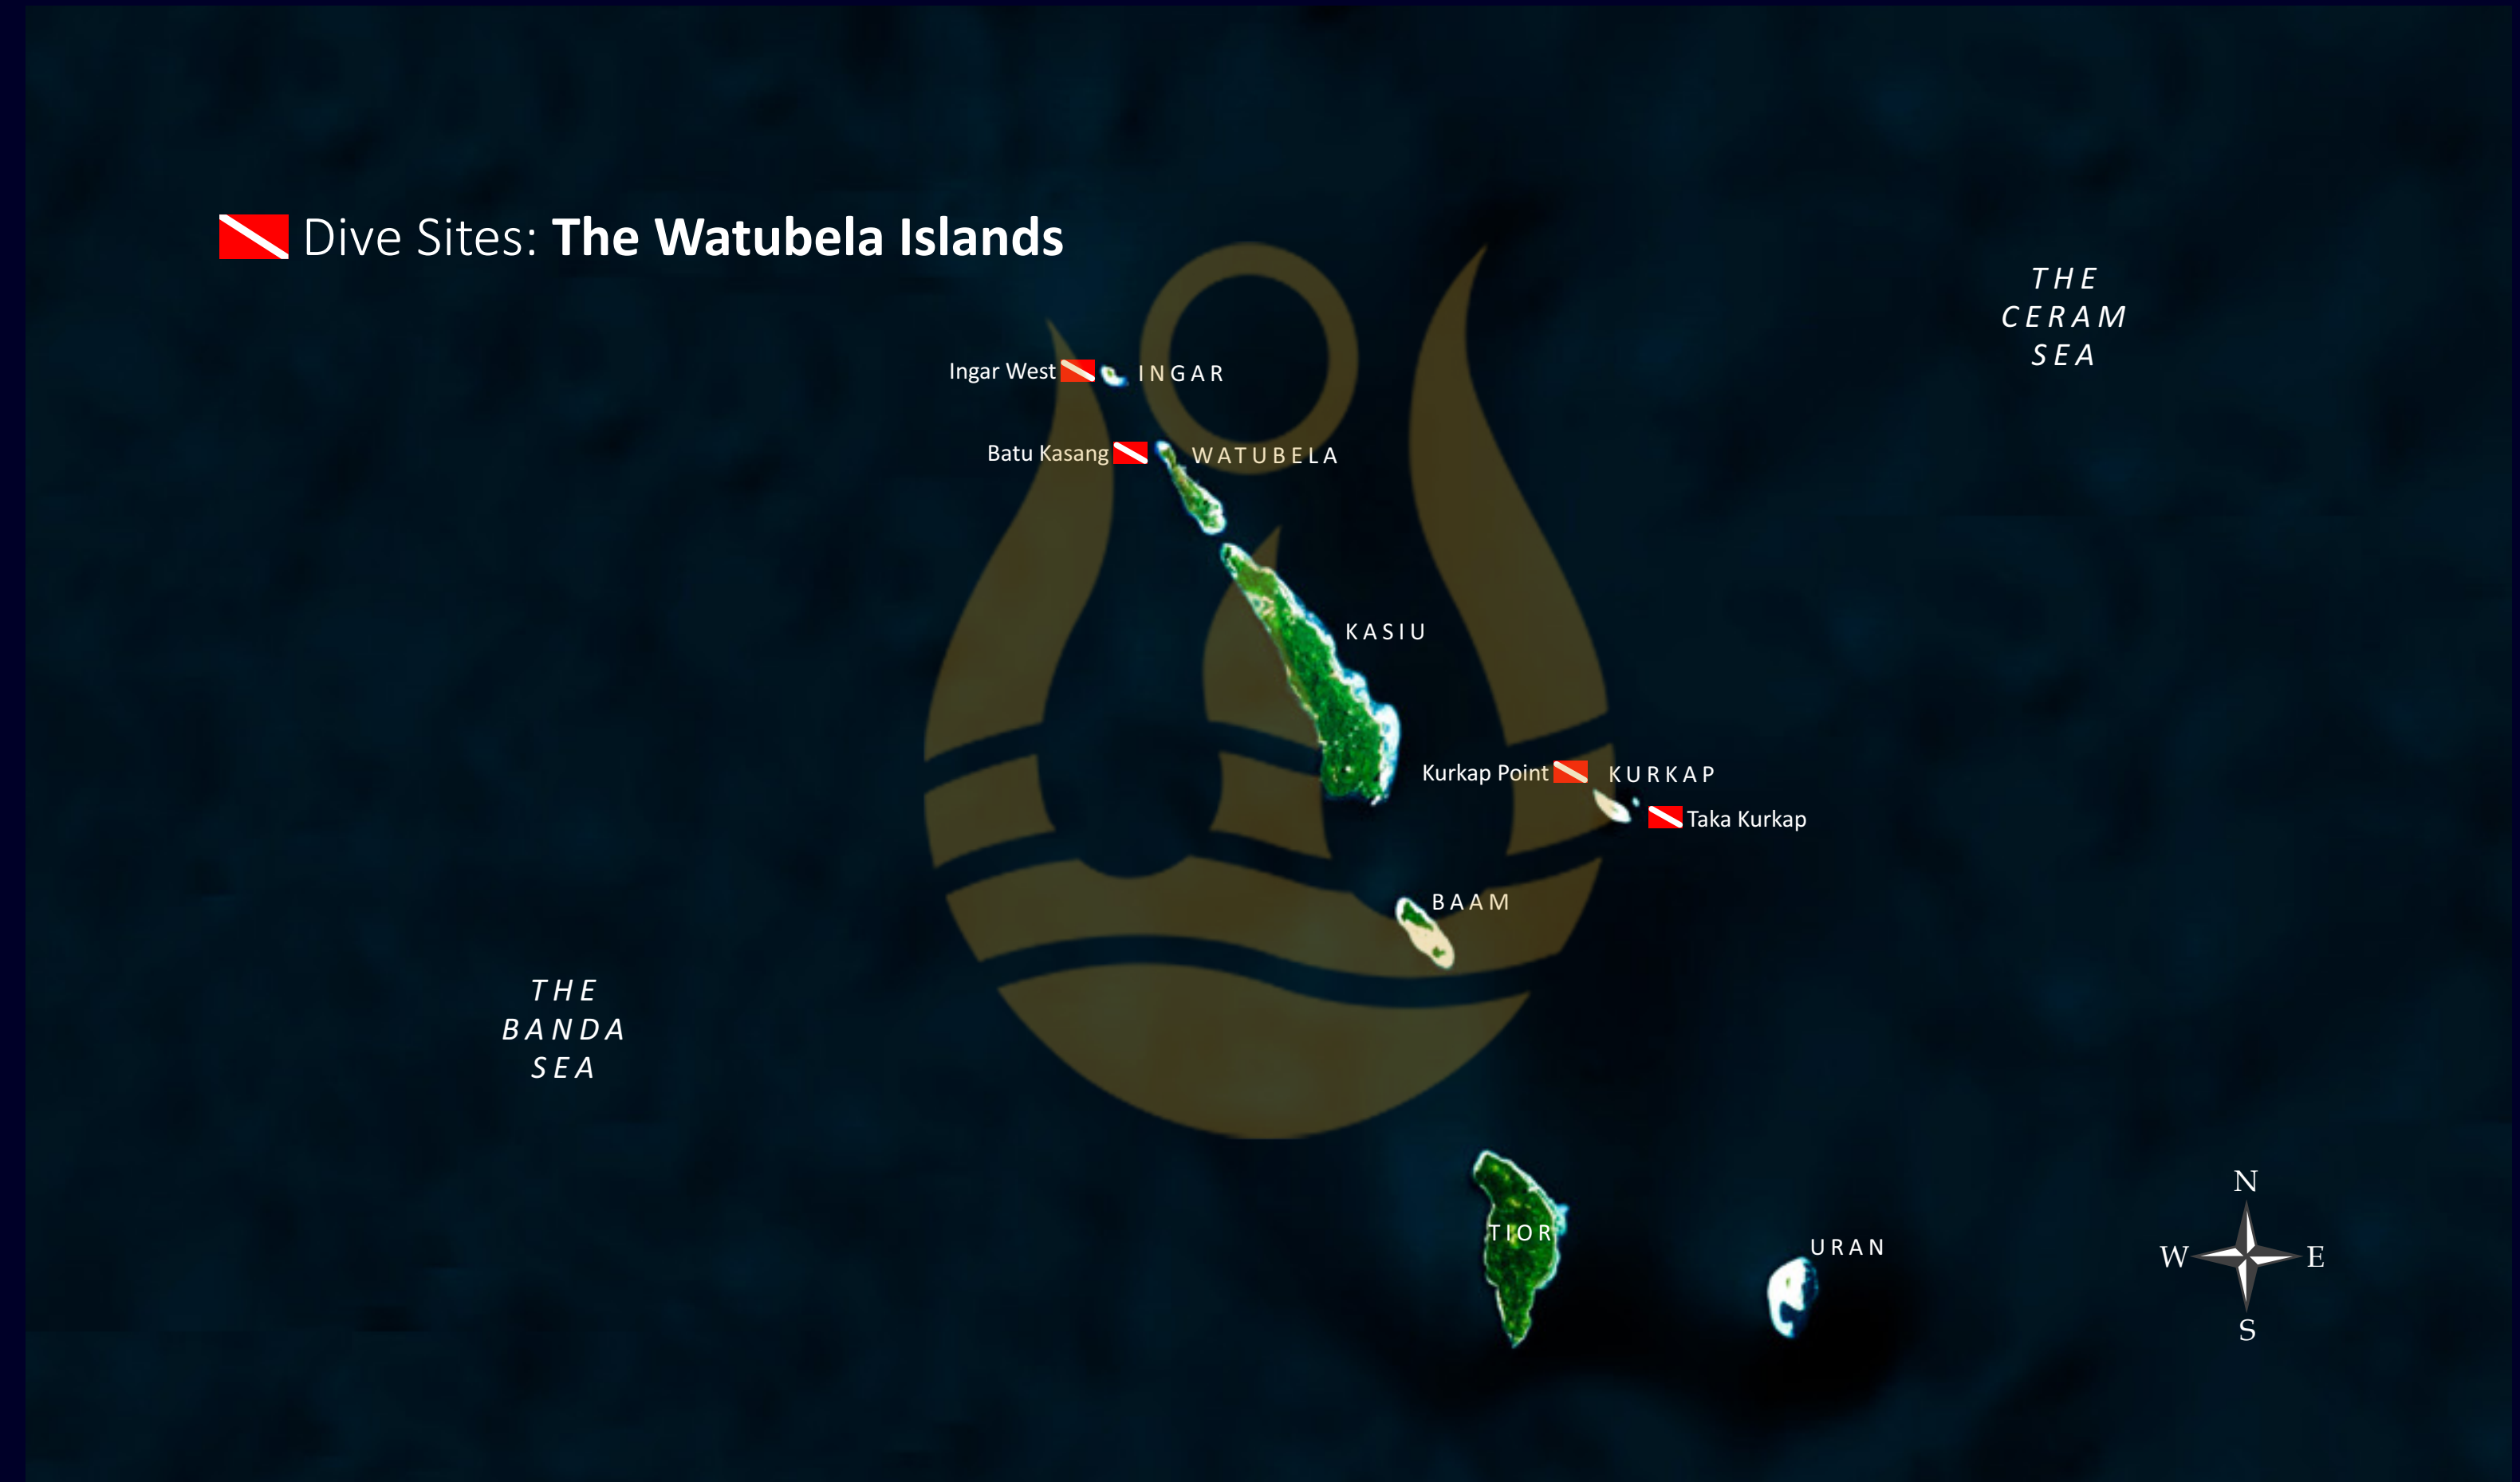 Dive Sites: The Watubela Islands
THE
CERAM
SEA
Ingar West
INGAR
Batu Kasang
WATUBELA
KASIU
Kurkap Point
KURKAP
Taka Kurkap
BAAM
THE
BANDA
SEA
TIOR
URAN
N
W
E
S